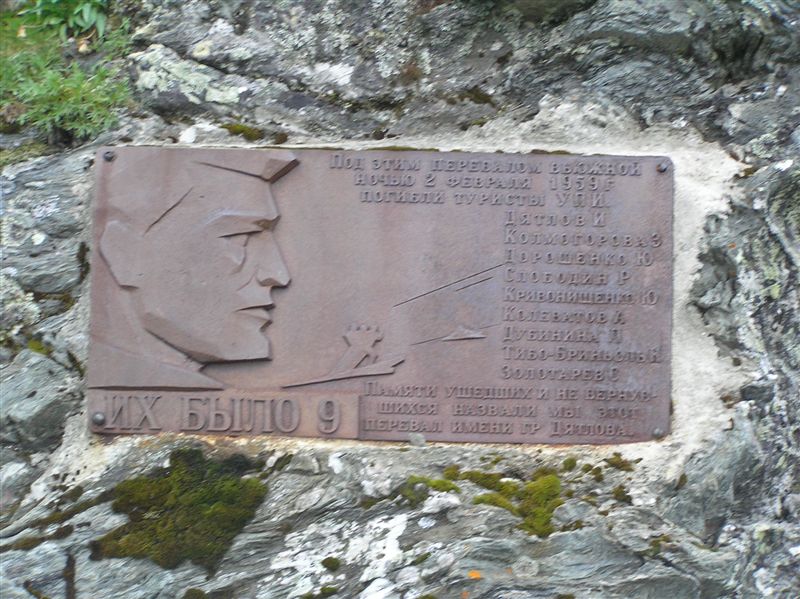 Под этим перевалом вьюжной
ночью 2 февраля 1959 г
погибли туристы УПИ.
Дятлов И
Колмогорова З
Дорошенко Ю
Слободин Р
Кривонищенко Ю
Колеватов А
Дубинина Л
Тибо-Бриньоль Н
Золотарев С
Памяти ушедших и не вернув-
шихся назвали мы этот
перевал имени гр Дятлова.
ИХ БЫЛО 9